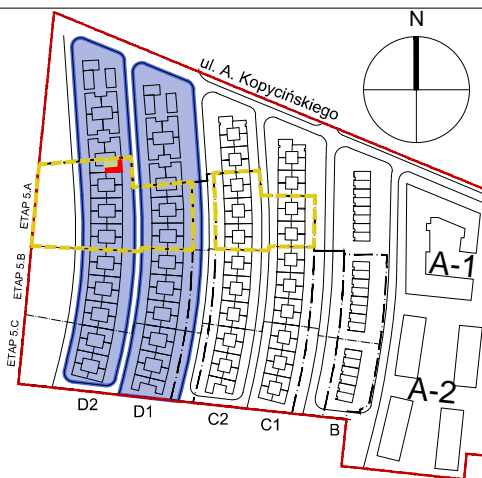 N
ul. A. Kopycińskiego
ETAP 5.A
ETAP 5.B
ETAP 5.C
A-1
A-2
D2
D1
C2
C1
B